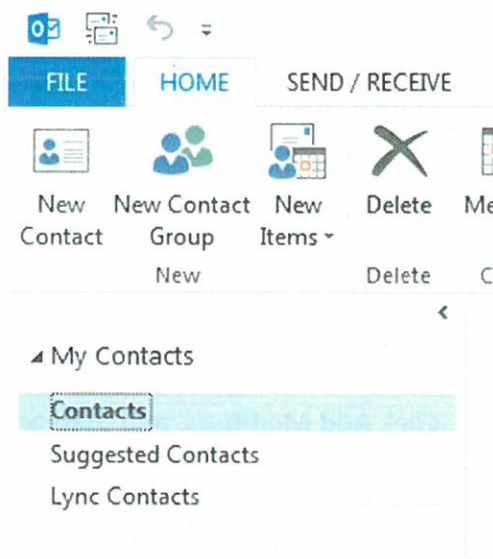 FILE HOME SEND / RECEIVE
New New Contact New Delete
Contact Group Items
New Delete
My Contacts
Contacts
Suggested Contacts
Lync Contacts